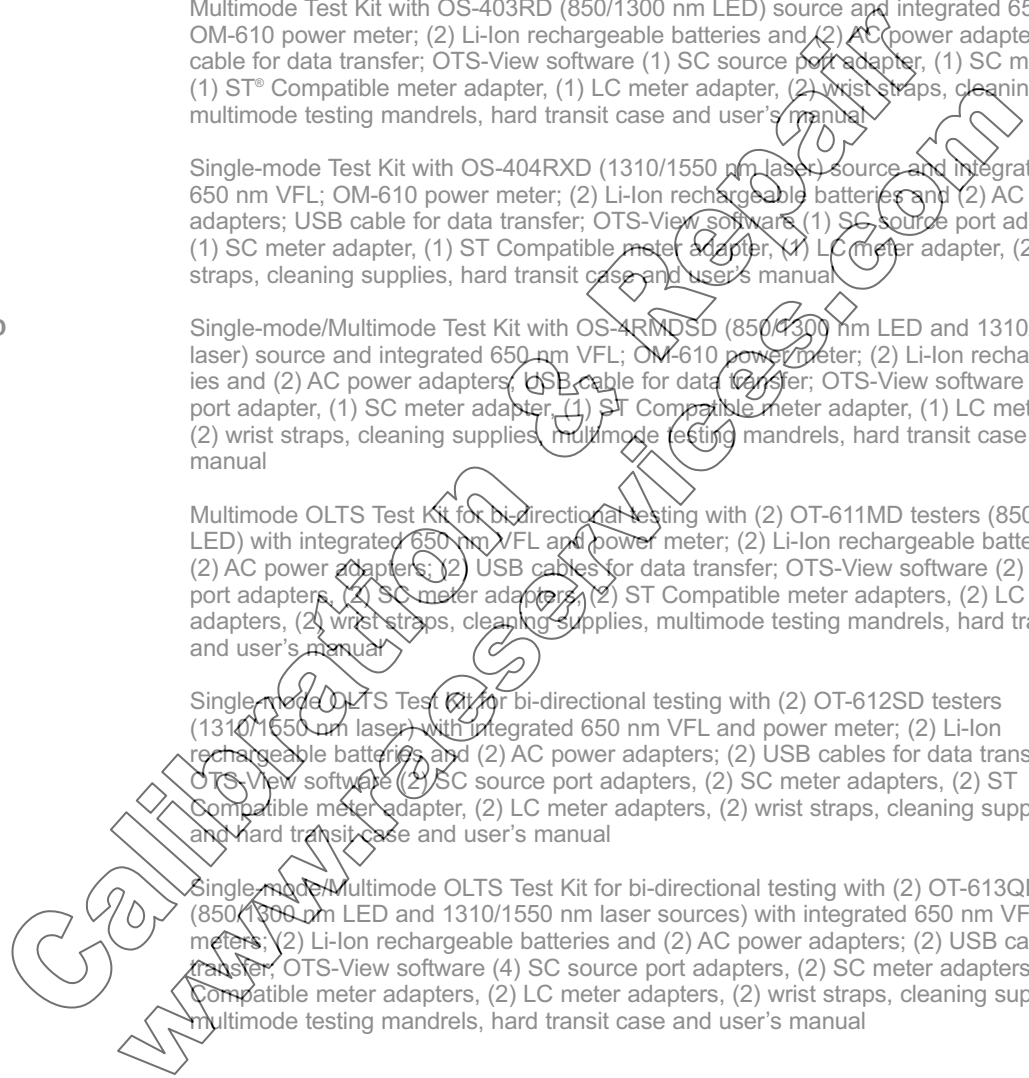 Multimode Test Kit with OS-403RD (850/1300 nm LED) source and integrated
OM-610 power meter; (2) Li-Ion rechargeable batteries and (2) AC power
cable for data transfer; OTS-View software (1) SC source port adapter, (1) SC
(1) ST® Compatible meter adapter, (1) LC meter adapter, (2) wrist straps,
multimode testing mandrels, hard transit case and user's manual
Single-mode Test Kit with OS-404RXD (1310/1550 nm laser) source and
650 nm VFL; OM-610 power meter; (2) Li-Ion rechargeable batteries and (2) AC
adapters; USB cable for data transfer; OTS-View software (1) SC source port
(1) SC meter adapter, (1) ST Compatible meter adapter, (1) LC meter adapter,
straps, cleaning supplies, hard transit case and user's manual
Single-mode/Multimode Test Kit with OS-4RMDSD (850/1300 nm LED and 1310
laser) source and integrated 650 nm VFL; OM-610 power meter; (2) Li-Ion
ies and (2) AC power adapters; USB cable for data transfer; OTS-View software
port adapter, (1) SC meter adapter, (1) ST Compatible meter adapter, (1) LC
(2) wrist straps, cleaning supplies, multimode testing mandrels, hard transit case
manual
Multimode OLTS Test Kit for bi-directional testing with (2) OT-611MD testers
LED) with integrated 650 nm VFL and power meter; (2) Li-Ion rechargeable
(2) AC power adapters; (2) USB cables for data transfer; OTS-View software (2)
port adapters, (2) SC meter adapters, (2) ST Compatible meter adapters, (2) LC
adapters, (2) wrist straps, cleaning supplies, multimode testing mandrels, hard
and user's manual
Single-mode OLTS Test Kit for bi-directional testing with (2) OT-612SD testers
(1310/1550 nm laser) with integrated 650 nm VFL and power meter; (2) Li-Ion
rechargeable batteries and (2) AC power adapters; (2) USB cables for data
OTS-View software (2) SC source port adapters, (2) SC meter adapters, (2) ST
Compatible meter adapter, (2) LC meter adapters, (2) wrist straps, cleaning
and hard transit case and user's manual
Single-mode/Multimode OLTS Test Kit for bi-directional testing with (2)
(850/1300 nm LED and 1310/1550 nm laser sources) with integrated 650 nm
meters; (2) Li-Ion rechargeable batteries and (2) AC power adapters; (2) USB
transfer; OTS-View software (4) SC source port adapters, (2) SC meter adapters
Compatible meter adapters, (2) LC meter adapters, (2) wrist straps, cleaning
multimode testing mandrels, hard transit case and user's manual
Calibration & Repair
www.raeservices.com